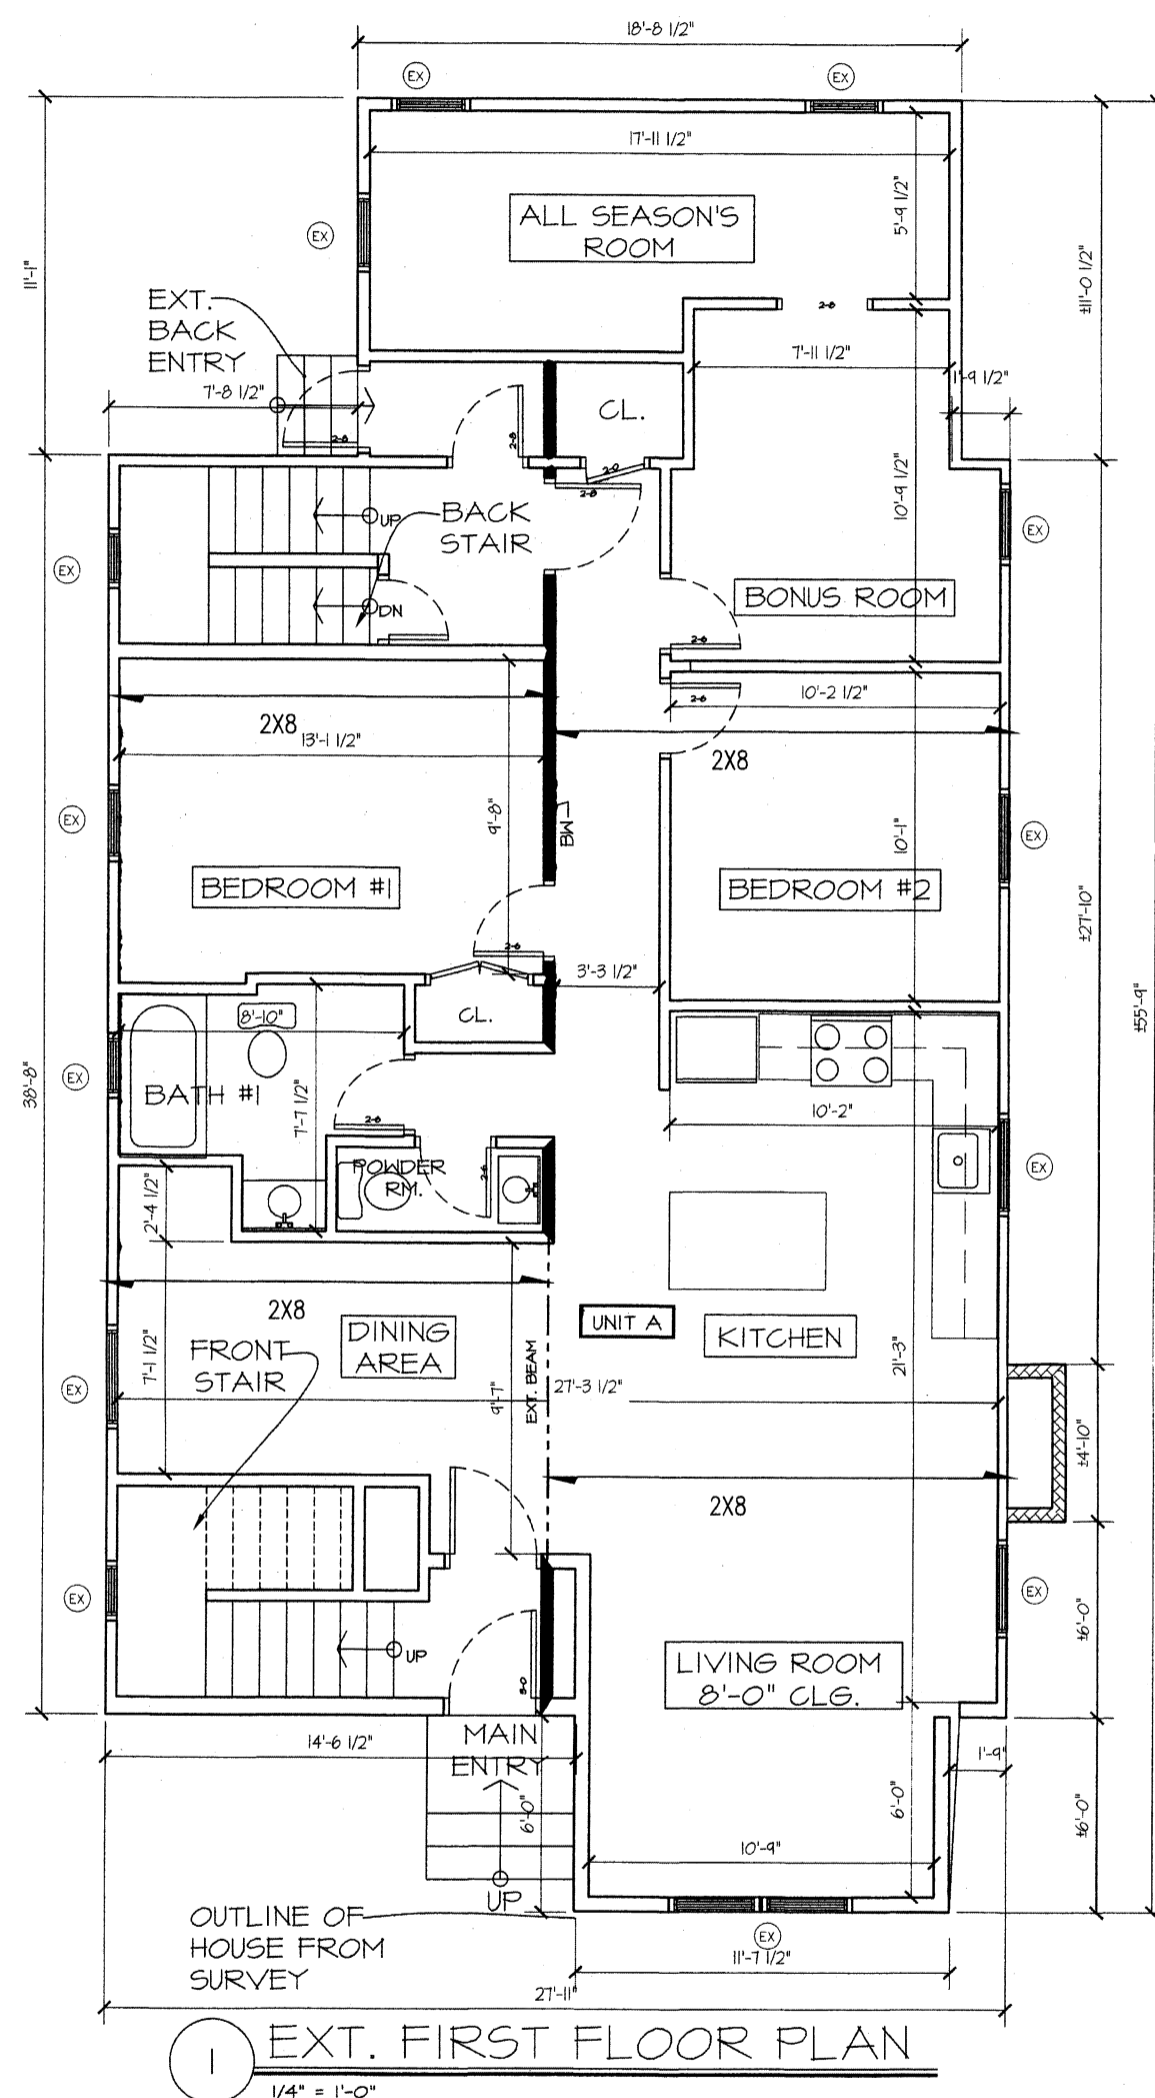 18'-8 1/2"
EX
EX
17'-11 1/2"
5'-9 1/2"
ALL SEASON'S
ROOM
EX
11'-1"
±11'-0 1/2"
EXT.
BACK
ENTRY
2-8
7'-11 1/2"
7'-8 1/2"
1'-9 1/2"
CL.
2-8
2-8
2-0
2-8
10'-9 1/2"
UP
BACK
STAIR
EX
EX
DN
BONUS ROOM
2-6
10'-2 1/2"
2-6
2X8
13'-1 1/2"
2X8
EX
9'-8"
BM
10'-1"
EX
BEDROOM #1
BEDROOM #2
±27'-10"
2-6
3'-3 1/2"
8'-10"
CL.
±55'-9"
38'-8"
EX
BATH #1
7'-7 1/2"
2-6
10'-2"
POWDER
RM.
2-6
EX
2'-4 1/2"
2X8
DINING
AREA
UNIT A
KITCHEN
FRONT
STAIR
7'-1 1/2"
9'-7"
EXT. BEAM
27'-3 1/2"
21'-3"
EX
±4'-10"
2X8
EX
EX
±6'-0"
UP
3-0
LIVING ROOM
8'-0" CLG.
14'-6 1/2"
MAIN
ENTRY
1'-9"
6'-0"
6'-0"
±6'-0"
10'-9"
UP
OUTLINE OF
HOUSE FROM
SURVEY
EX
11'-7 1/2"
27'-11"
1
EXT. FIRST FLOOR PLAN
1/4" = 1'-0"